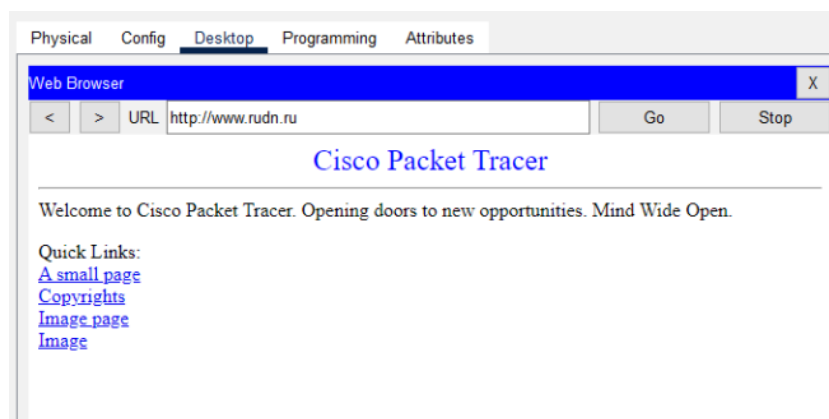 Physical Config Desktop Programming Attributes
Web Browser X
< > URL http://www.rudn.ru Go Stop
Cisco Packet Tracer
Welcome to Cisco Packet Tracer. Opening doors to new opportunities. Mind Wide Open.
Quick Links:
A small page
Copyrights
Image page
Image